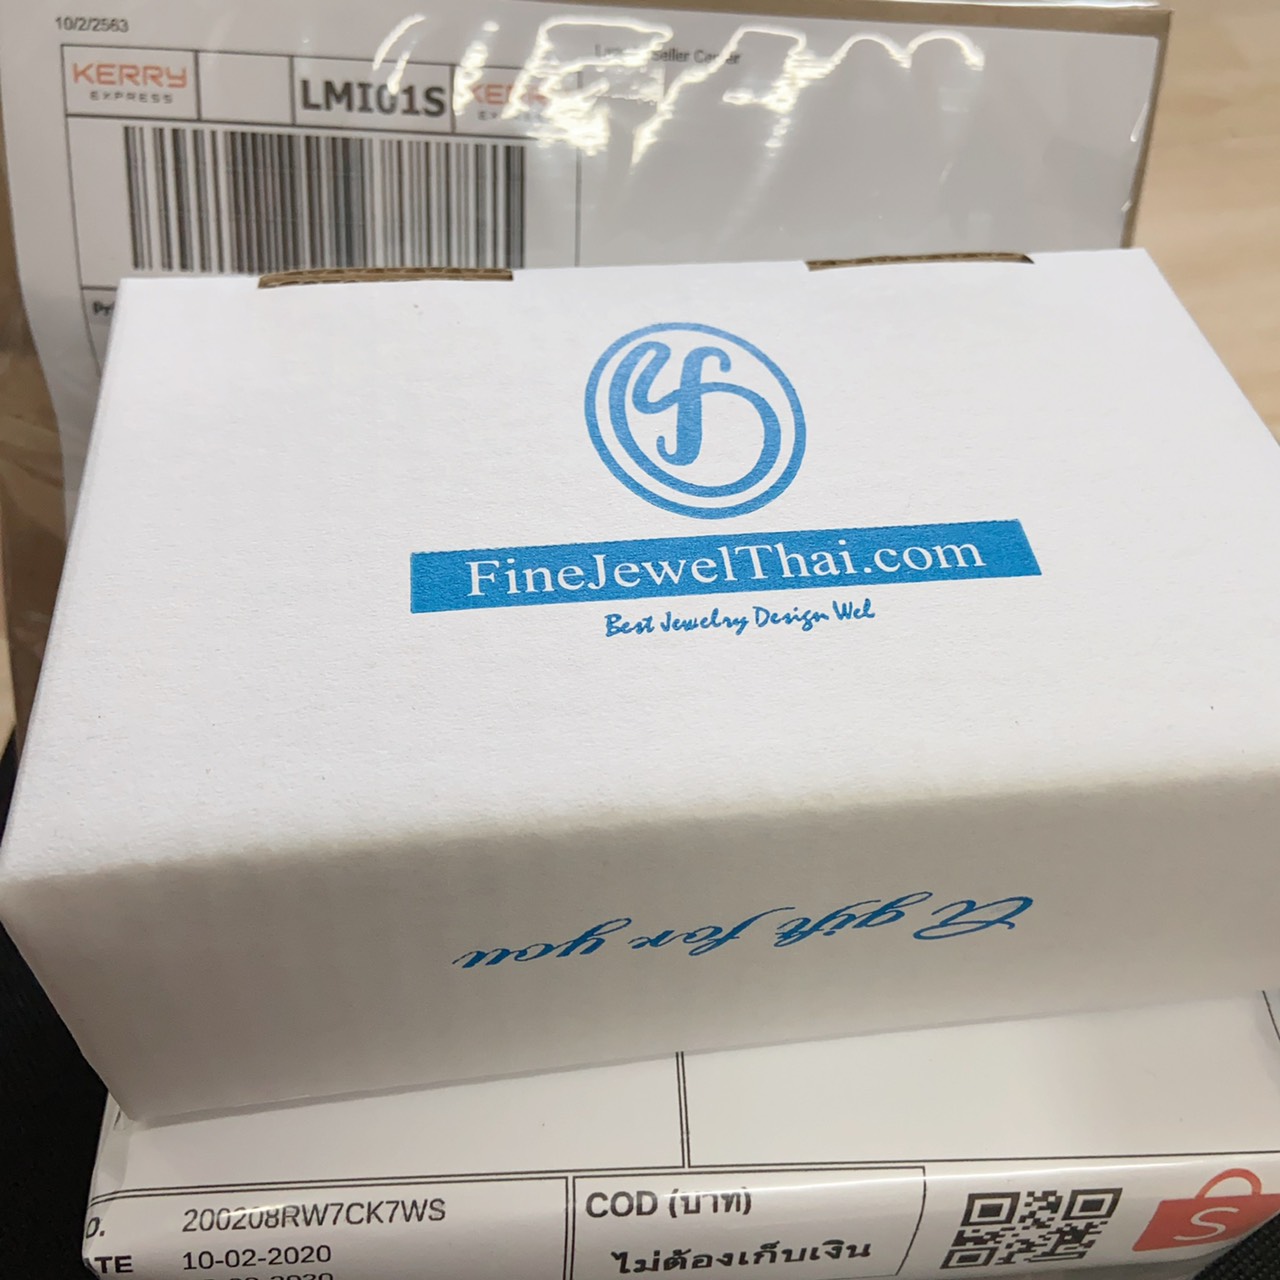 10/2/2563
Seller Center
KERRY
EXPRESS
LMI01S
FineJewelThai.com
Best Jewelry Design Wel
A gift for you
200208RW7CK7WS
COD (บาท)
10-02-2020
ไม่ต้องเก็บเงิน
S